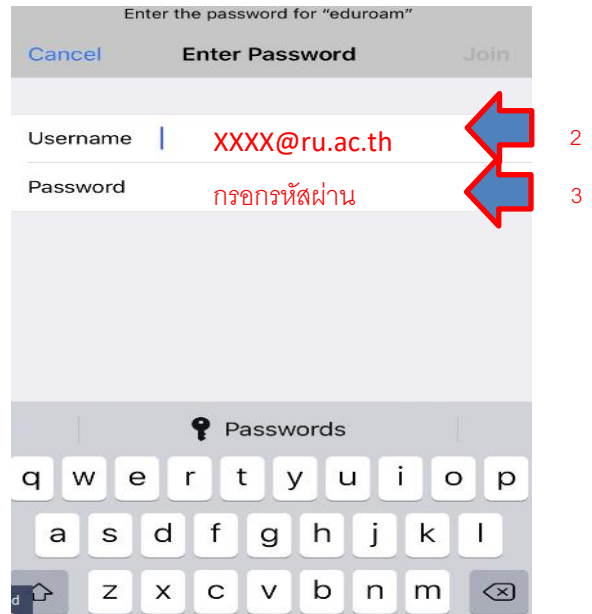 Enter the password for “eduroam”
Cancel Enter Password Join
Username XXXX@ru.ac.th 2
Password กรอกรหัสผ่าน 3
Passwords
q w e r t y u i o p
a s d f g h j k l
d z x c v b n m